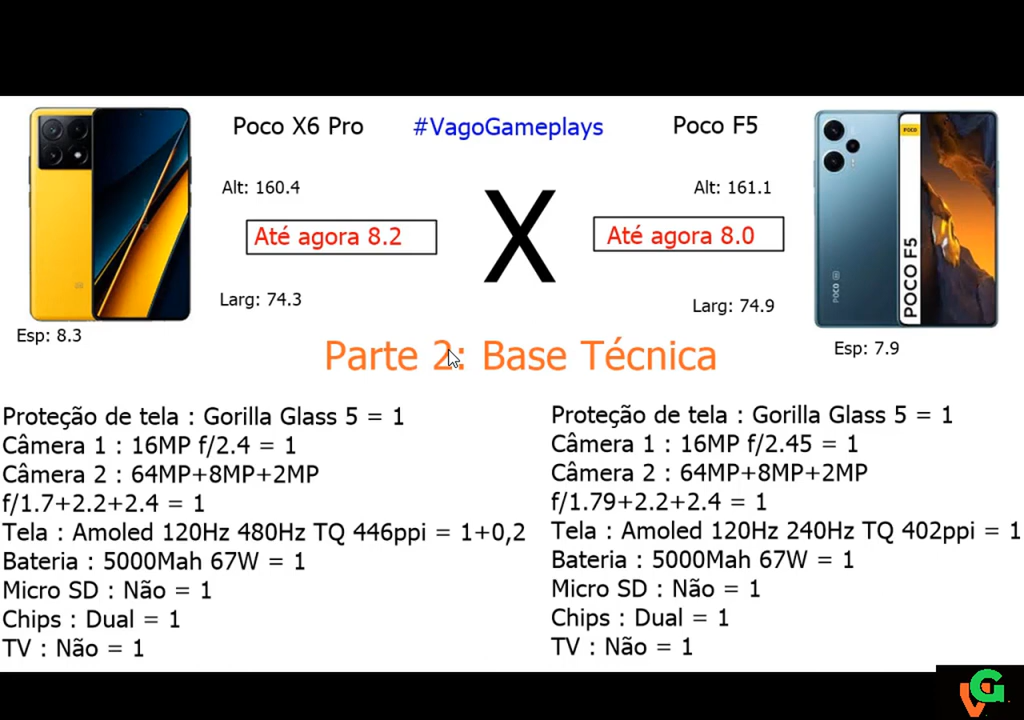 Poco X6 Pro
#VagoGameplays
Poco F5
Alt: 160.4
Alt: 161.1
X
Até agora 8.2
Até agora 8.0
Larg: 74.3
Larg: 74.9
Esp: 8.3
Esp: 7.9
POCO
POCO
POCO F5
Parte 2: Base Técnica
Proteção de tela : Gorilla Glass 5 = 1
Câmera 1 : 16MP f/2.4 = 1
Câmera 2 : 64MP+8MP+2MP
f/1.7+2.2+2.4 = 1
Tela : Amoled 120Hz 480Hz TQ 446ppi = 1+0,2
Bateria : 5000Mah 67W = 1
Micro SD : Não = 1
Chips : Dual = 1
TV : Não = 1
Proteção de tela : Gorilla Glass 5 = 1
Câmera 1 : 16MP f/2.45 = 1
Câmera 2 : 64MP+8MP+2MP
f/1.79+2.2+2.4 = 1
Tela : Amoled 120Hz 240Hz TQ 402ppi = 1
Bateria : 5000Mah 67W = 1
Micro SD : Não = 1
Chips : Dual = 1
TV : Não = 1
VG